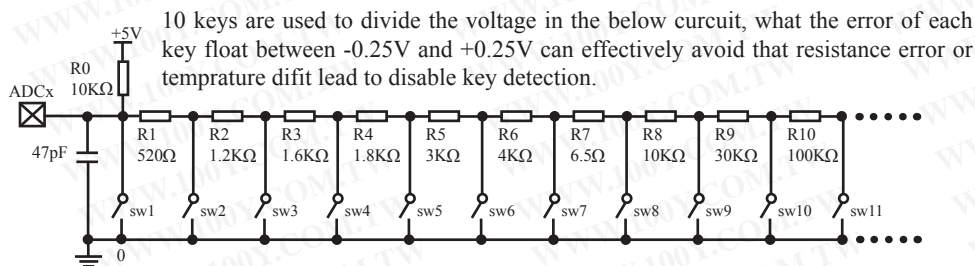 10 keys are used to divide the voltage in the below curcuit, what the error of each
key float between -0.25V and +0.25V can effectively avoid that resistance error or
temprature difit lead to disable key detection.
+5V
R0
10KΩ
ADCx
47pF
R1 R2 R3 R4 R5 R6 R7 R8 R9 R10
520Ω 1.2KΩ 1.6KΩ 1.8KΩ 3KΩ 4KΩ 6.5Ω 10KΩ 30KΩ 100KΩ
sw1 sw2 sw3 sw4 sw5 sw6 sw7 sw8 sw9 sw10 sw11
0
WWW.100Y.COM.TW